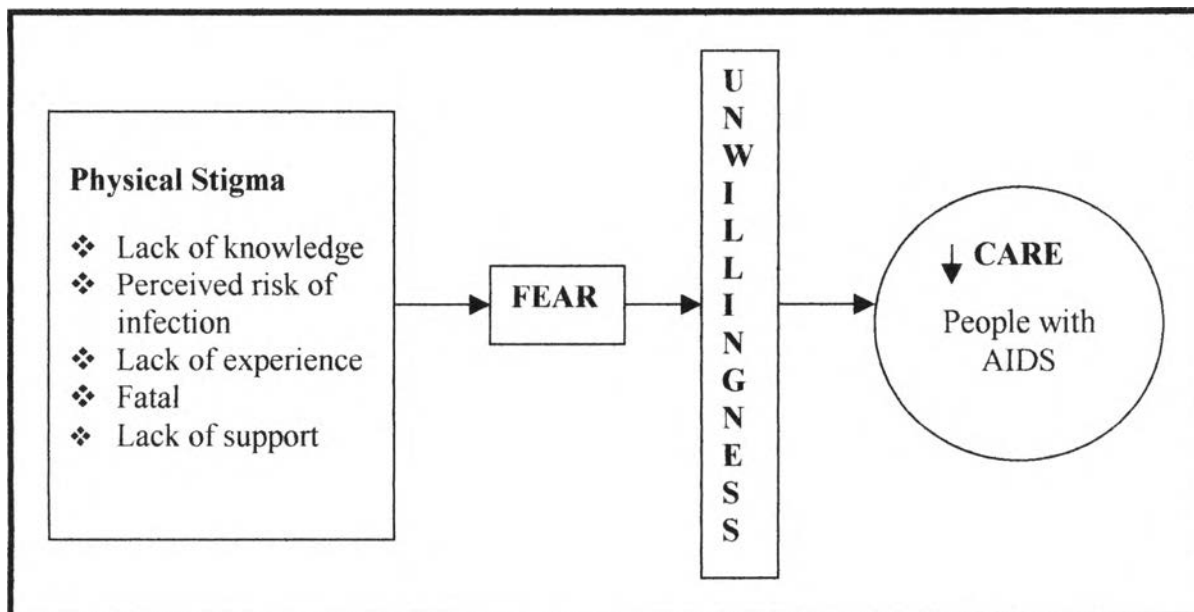 Physical Stigma
❖ Lack of knowledge
❖ Perceived risk of
infection
❖ Lack of experience
❖ Fatal
❖ Lack of support
FEAR
UNWILLINGNESS
↓ CARE
People with
AIDS